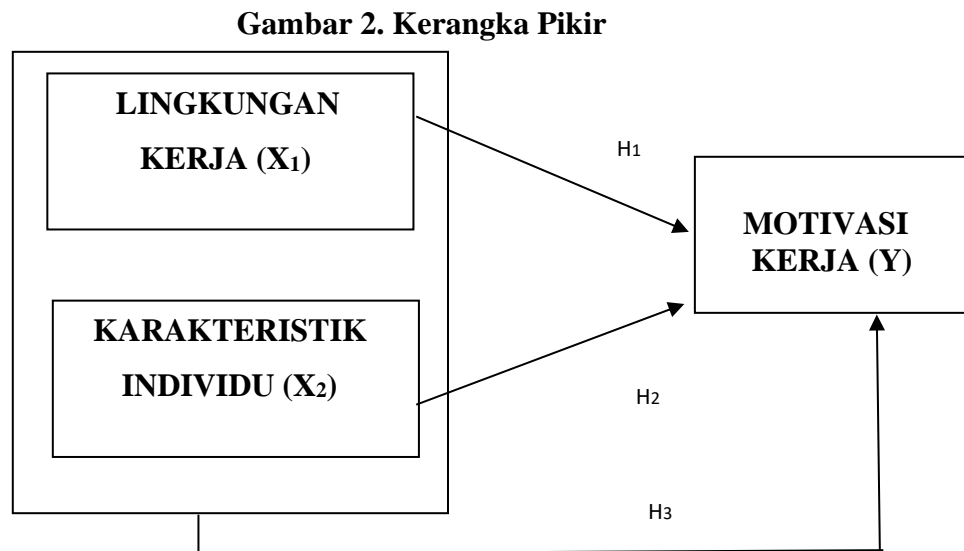 Gambar 2. Kerangka Pikir
LINGKUNGAN
KERJA (X₁)
H1
MOTIVASI
KERJA (Y)
KARAKTERISTIK
INDIVIDU (X₂)
H2
H3